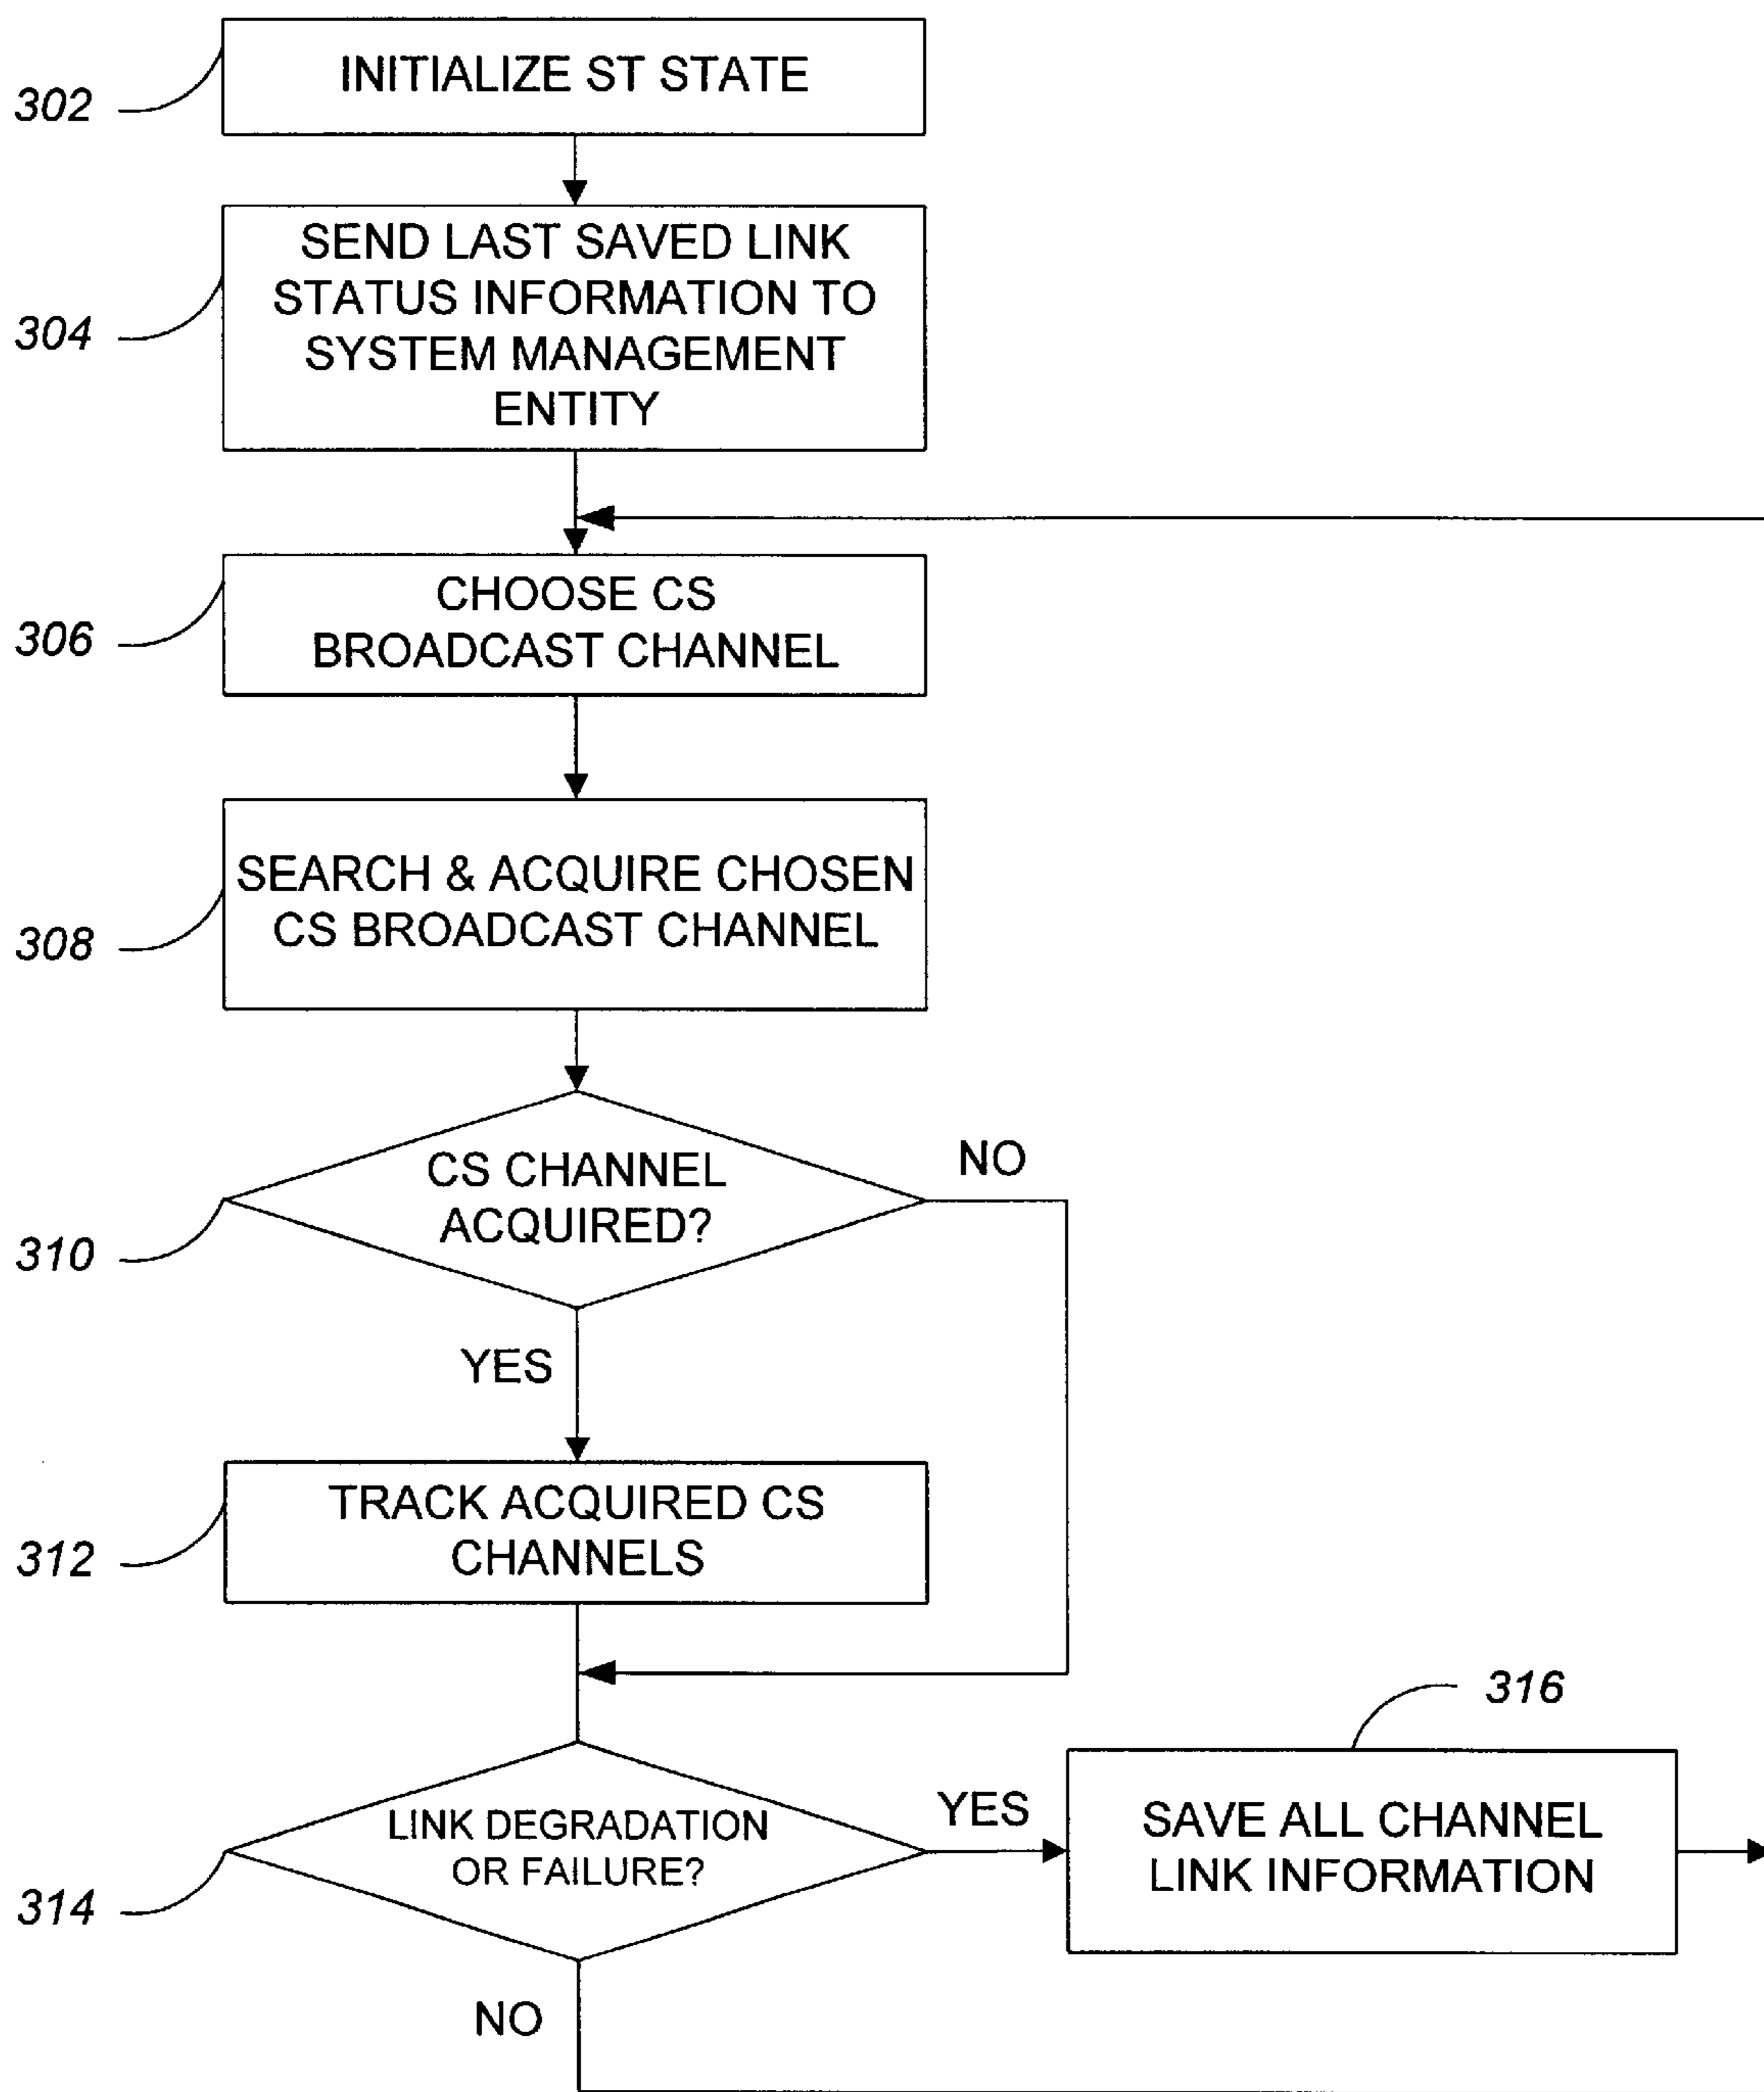 INITIALIZE ST STATE
302
SEND LAST SAVED LINK
STATUS INFORMATION TO
SYSTEM MANAGEMENT
ENTITY
304
CHOOSE CS
BROADCAST CHANNEL
306
SEARCH & ACQUIRE CHOSEN
CS BROADCAST CHANNEL
308
CS CHANNEL
ACQUIRED?
NO
310
YES
TRACK ACQUIRED CS
CHANNELS
312
316
LINK DEGRADATION
OR FAILURE?
YES
SAVE ALL CHANNEL
LINK INFORMATION
314
NO